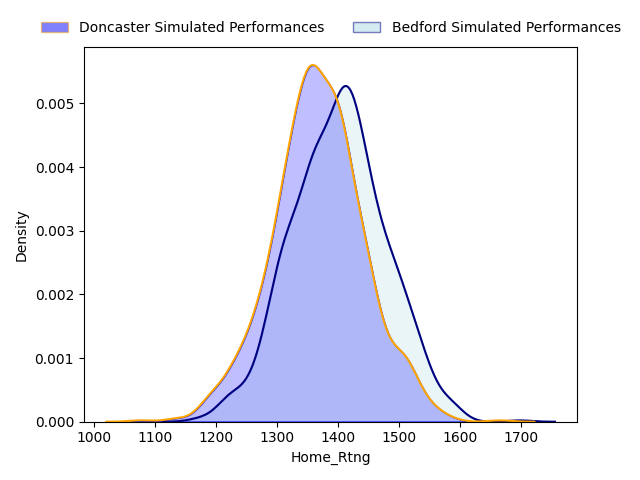 Doncaster Simulated Performances
Bedford Simulated Performances
Density
0.005
0.004
0.003
0.002
0.001
0.000
1000 1100 1200 1300 1400 1500 1600 1700
Home_Rtng